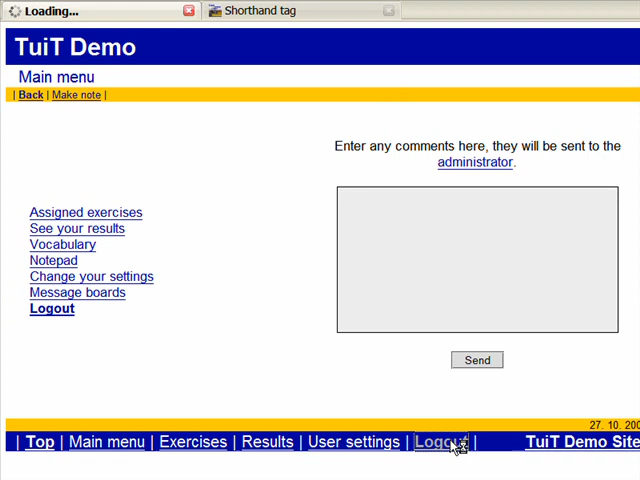 Loading...
Shorthand tag
TuiT Demo
Main menu
| Back | Make note |
Enter any comments here, they will be sent to the
administrator.
Assigned exercises
See your results
Vocabulary
Notepad
Change your settings
Message boards
Logout
Send
27. 10. 200
| Top | Main menu | Exercises | Results | User settings | Logout |
TuiT Demo Site